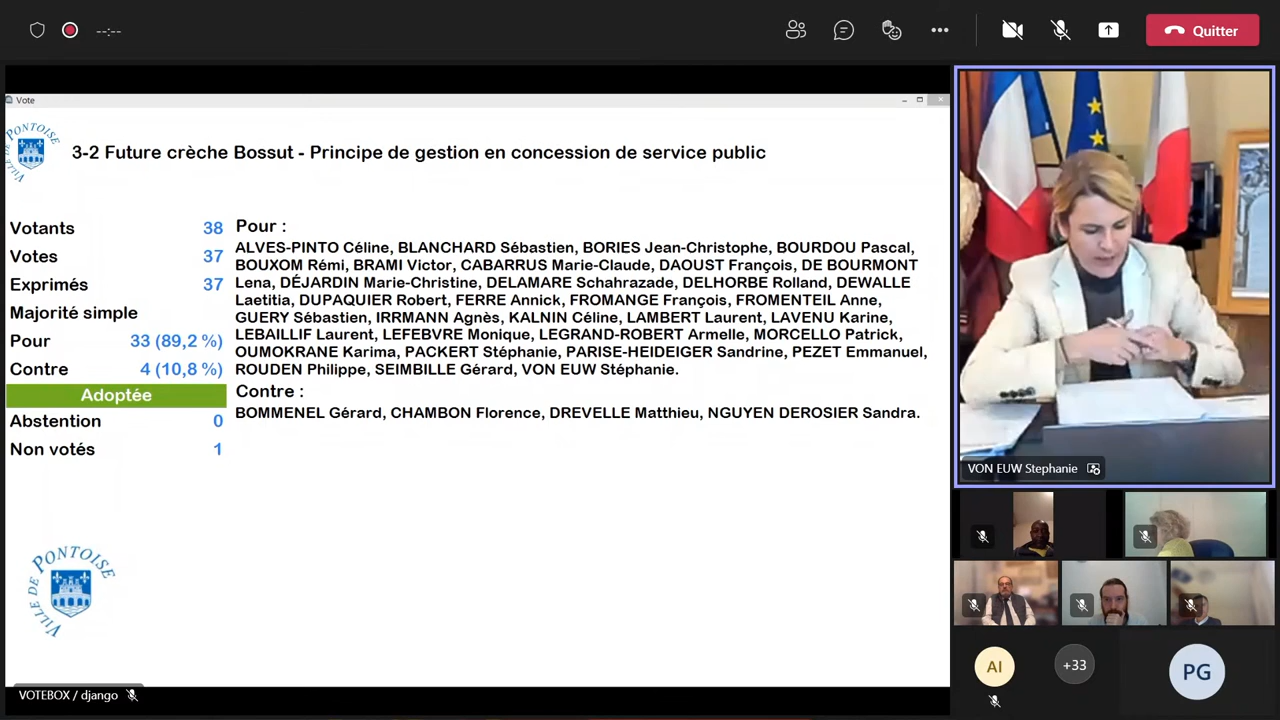 --:--
Quitter
Vote
VILLE DE PONTOISE
3-2 Future crèche Bossut - Principe de gestion en concession de service public
Votants 38
Votes 37
Exprimés 37
Majorité simple
Pour 33 (89,2 %)
Contre 4 (10,8 %)
Adoptée
Abstention 0
Non votés 1
Pour :
ALVES-PINTO Céline, BLANCHARD Sébastien, BORIES Jean-Christophe, BOURDOU Pascal,
BOUXOM Rémi, BRAMI Victor, CABARRUS Marie-Claude, DAOUST François, DE BOURMONT
Lena, DÉJARDIN Marie-Christine, DELAMARE Schahrazade, DELHORBE Rolland, DEWALLE
Laetitia, DUPAQUIER Robert, FERRE Annick, FROMANGE François, FROMENTEIL Anne,
GUERY Sébastien, IRRMANN Agnès, KALNIN Céline, LAMBERT Laurent, LAVENU Karine,
LEBAILLIF Laurent, LEFEBVRE Monique, LEGRAND-ROBERT Armelle, MORCELLO Patrick,
OUMOKRANE Karima, PACKERT Stéphanie, PARISE-HEIDEIGER Sandrine, PEZET Emmanuel,
ROUDEN Philippe, SEIMBILLE Gérard, VON EUW Stéphanie.
Contre :
BOMMENEL Gérard, CHAMBON Florence, DREVELLE Matthieu, NGUYEN DEROSIER Sandra.
VILLE DE PONTOISE
VOTEBOX / django
VON EUW Stephanie
AI
+33
PG